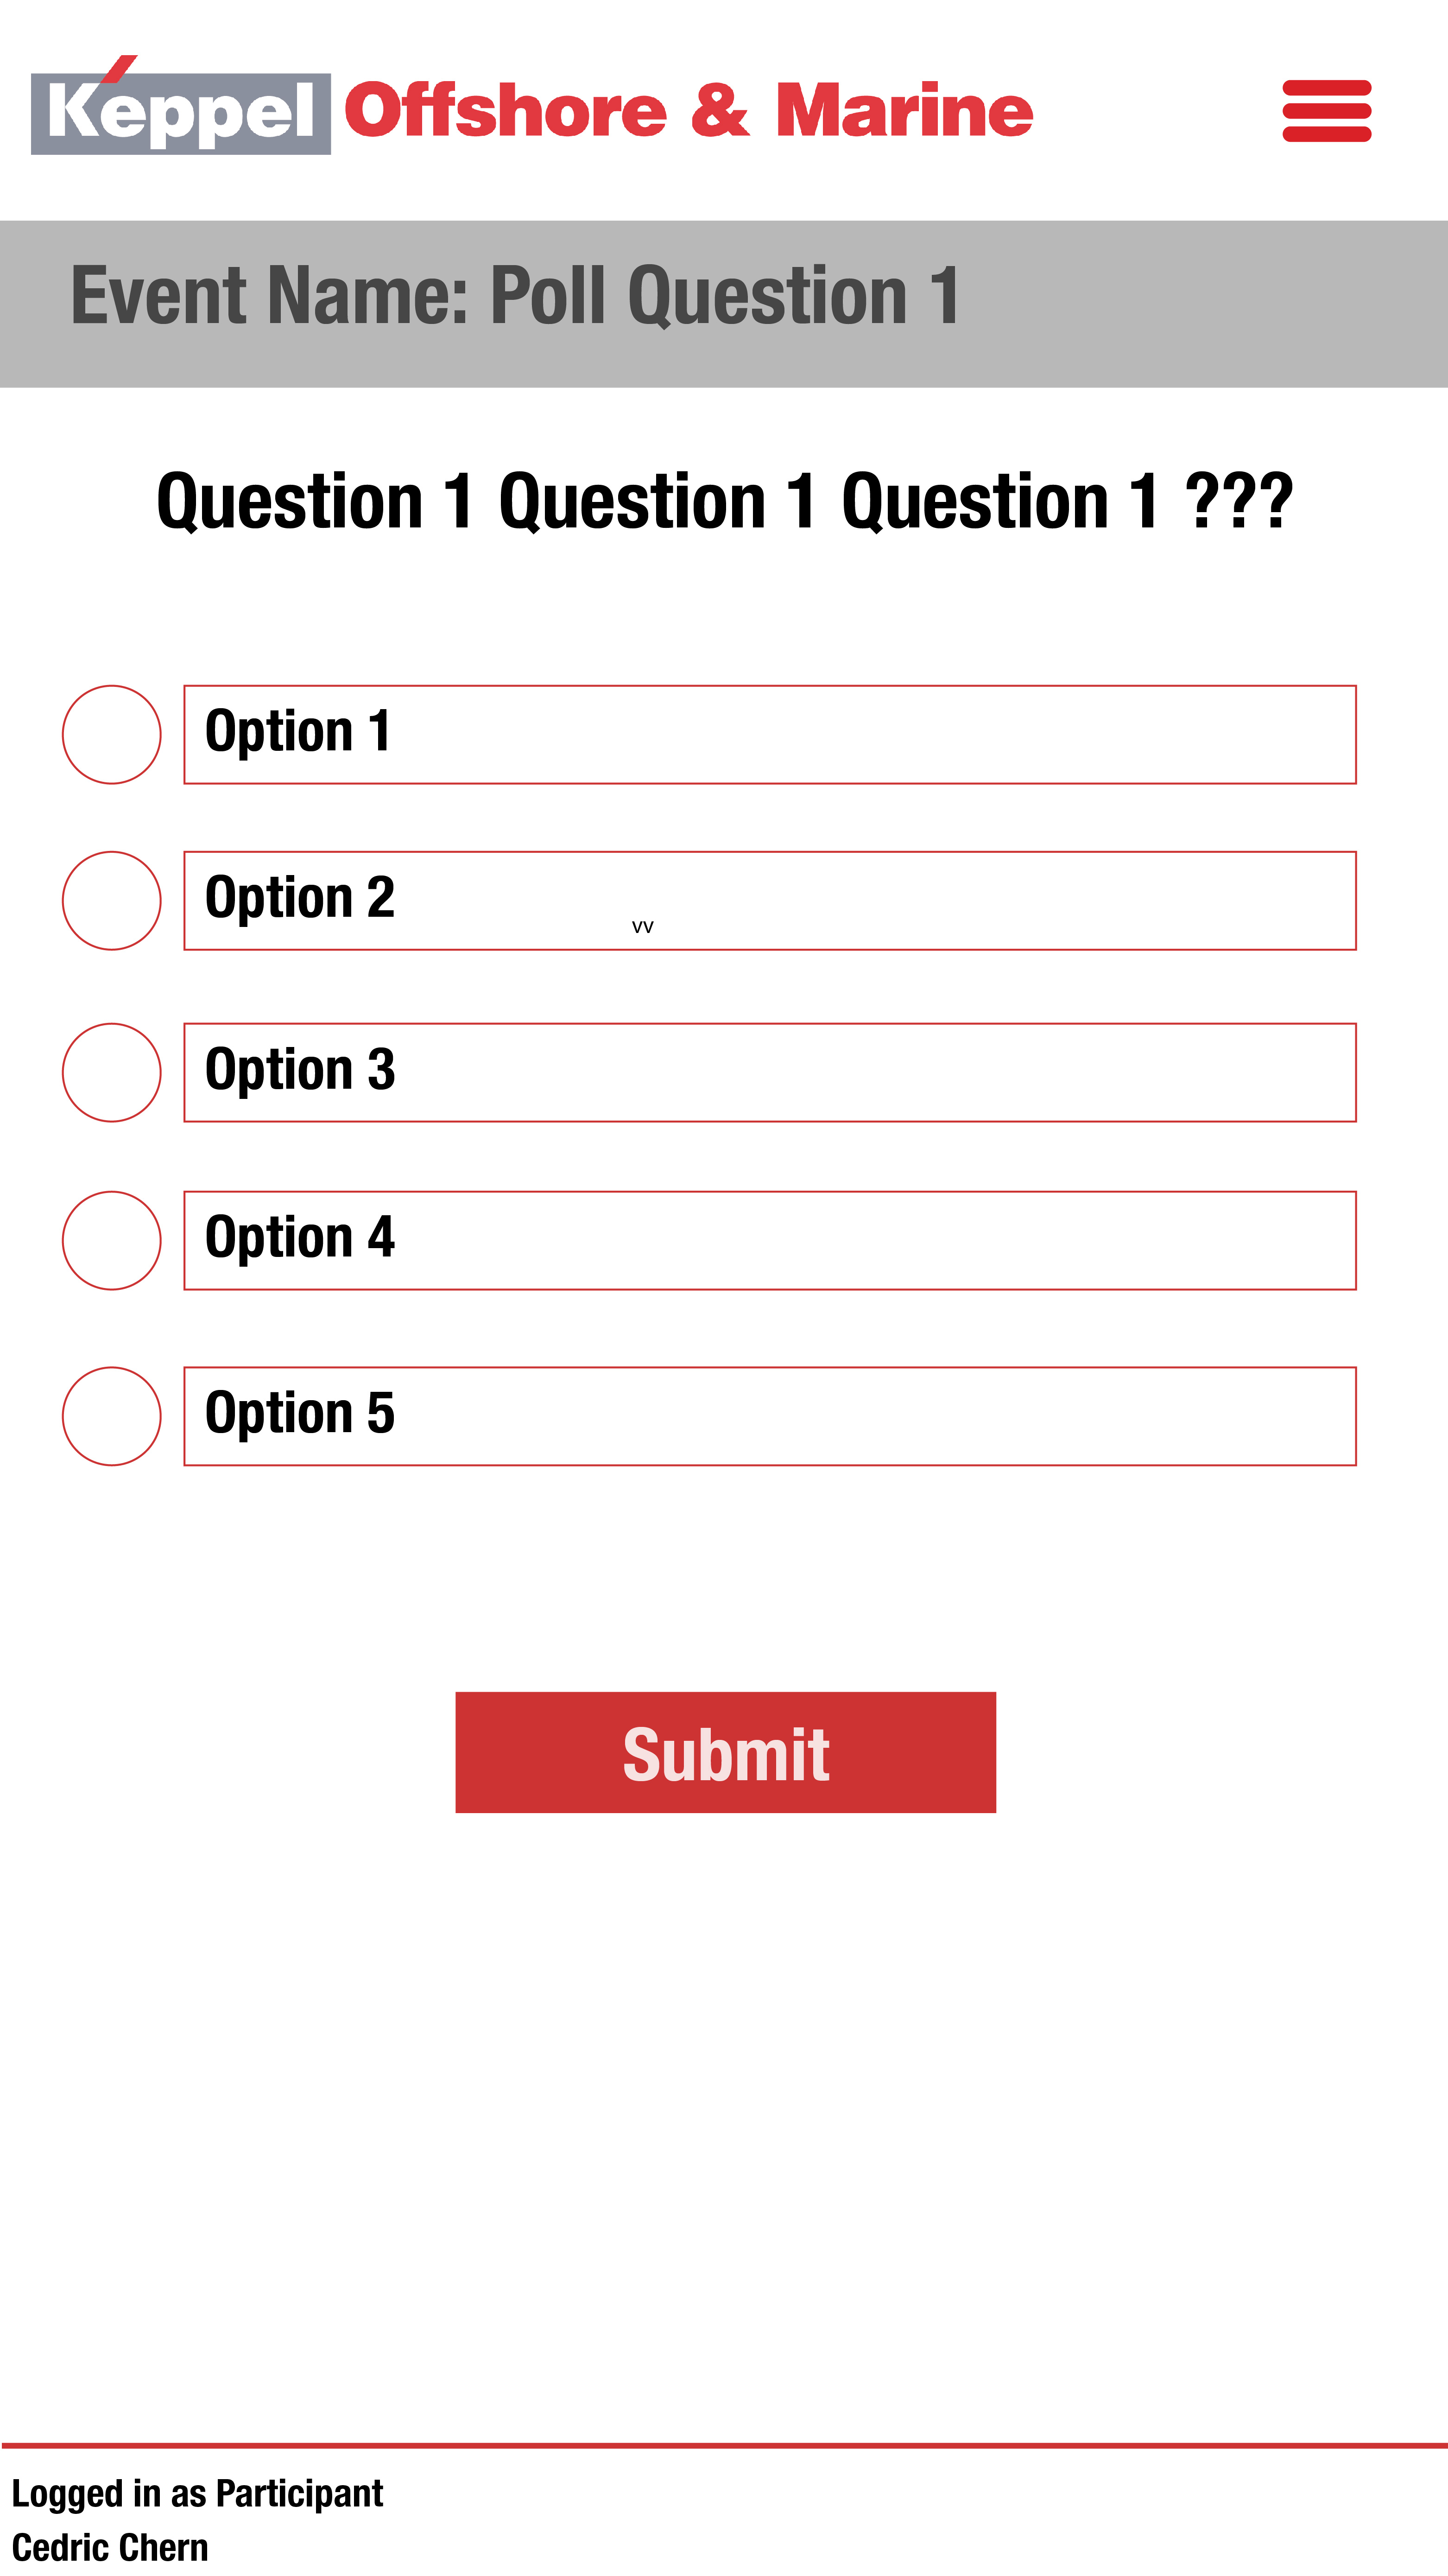 Keppel Offshore & Marine
Event Name: Poll Question 1
Question 1 Question 1 Question 1 ???
Option 1
Option 2
vv
Option 3
Option 4
Option 5
Submit
Logged in as Participant
Cedric Chern